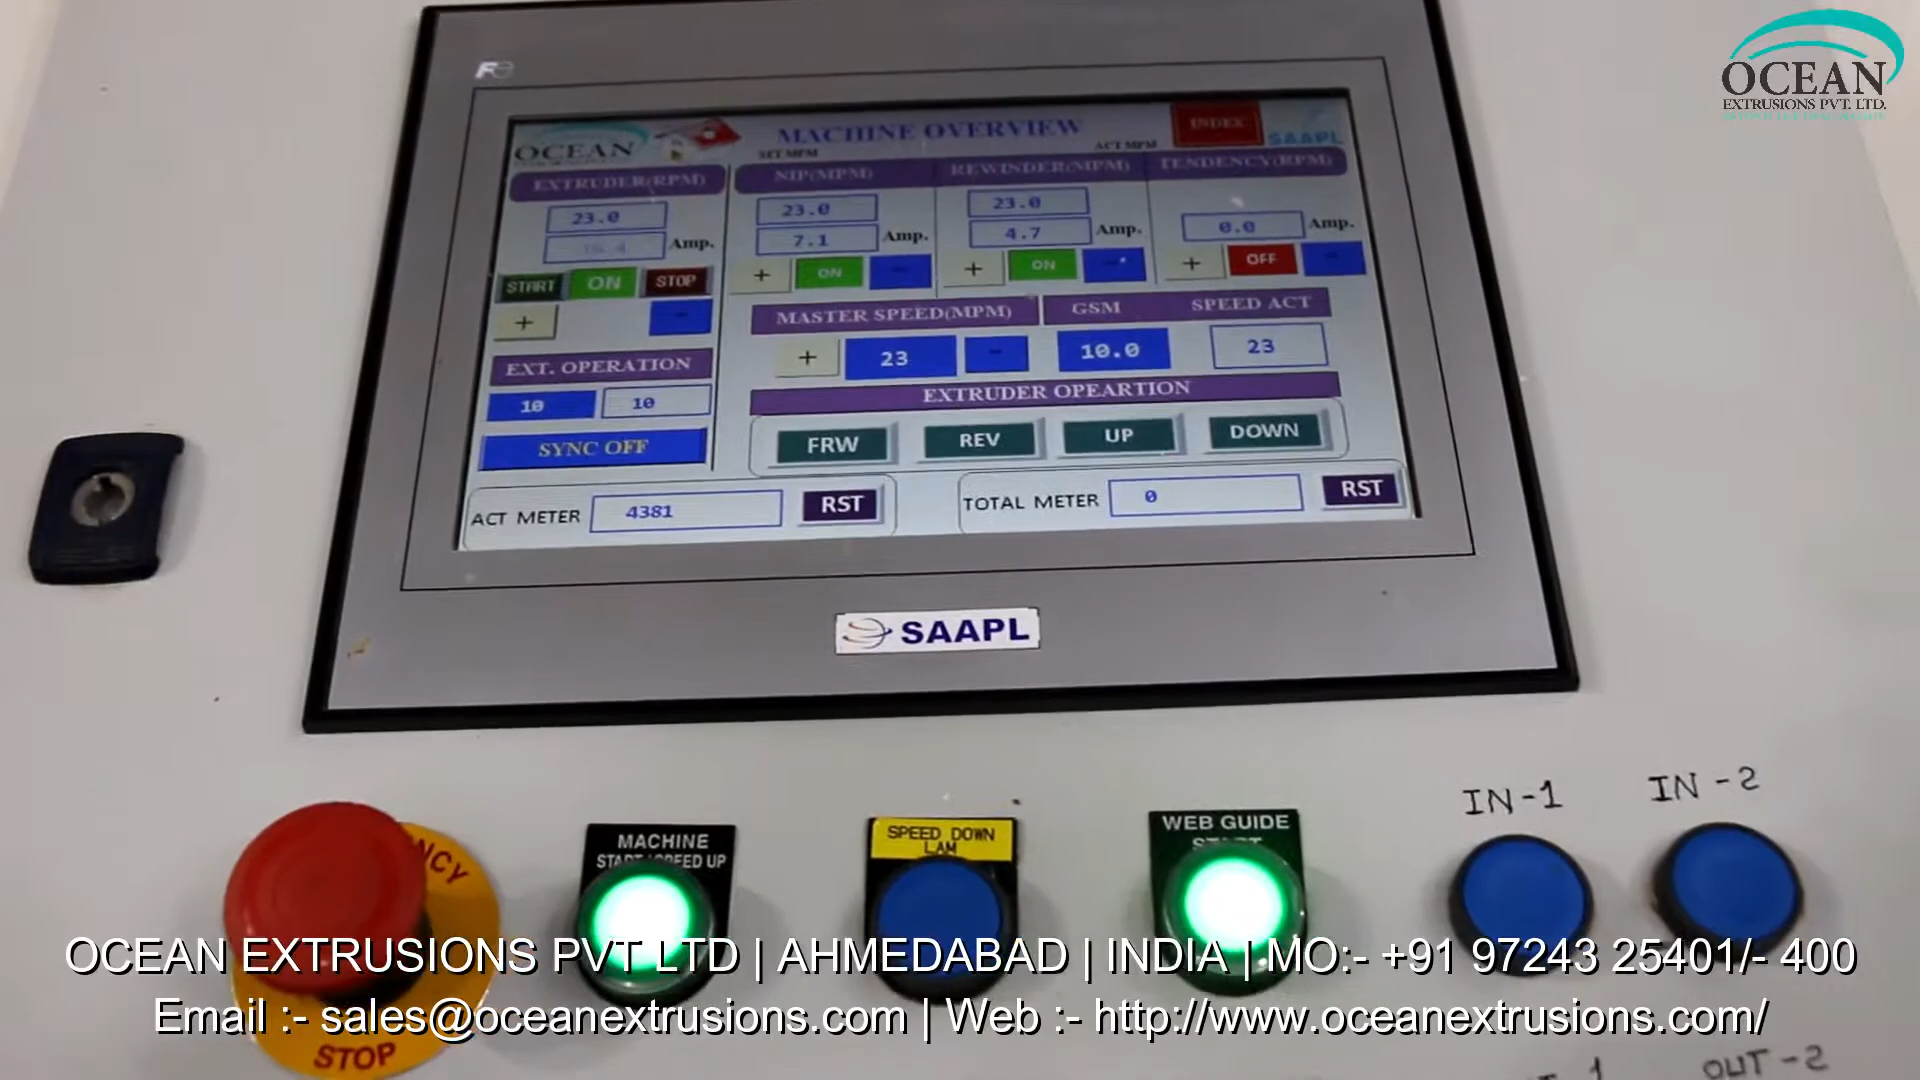 OCEAN
EXTRUSIONS PVT. LTD.
Fe
OCEAN
MACHINE OVERVIEW
INDEX
SAAPL
SET MPM
ACT MPM
EXTRUDER(RPM)
NIP(MPM)
REWINDER(MPM)
TENDENCY(RPM)
23.0
23.0
23.0
Amp.
7.1 Amp.
4.7 Amp.
0.0 Amp.
START ON STOP
+ ON -
+ ON -
+ OFF -
+ -
MASTER SPEED(MPM)
GSM
SPEED ACT
+ 23 -
10.0
23
EXT. OPERATION
10 10
SYNC OFF
EXTRUDER OPEARTION
FRW REV UP DOWN
ACT METER 4381 RST
TOTAL METER 0 RST
SAAPL
MACHINE
START/SPEED UP
SPEED DOWN
LAM
WEB GUIDE
START
IN-1
IN-2
STOP
OUT-2
OCEAN EXTRUSIONS PVT LTD | AHMEDABAD | INDIA | MO:- +91 97243 25401/- 400
Email :- sales@oceanextrusions.com | Web :- http://www.oceanextrusions.com/